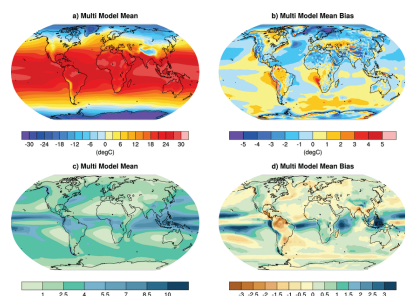 a) Multi Model Mean
b) Multi Model Mean Bias
-30 -24 -18 -12 -6 0 6 12 18 24 30
(degC)
-5 -4 -3 -2 -1 0 1 2 3 4 5
(degC)
c) Multi Model Mean
d) Multi Model Mean Bias
1 2.5 4 5.5 7 8.5 10
-3 -2.5 -2 -1.5 -1 -0.5 0 0.5 1 1.5 2 2.5 3